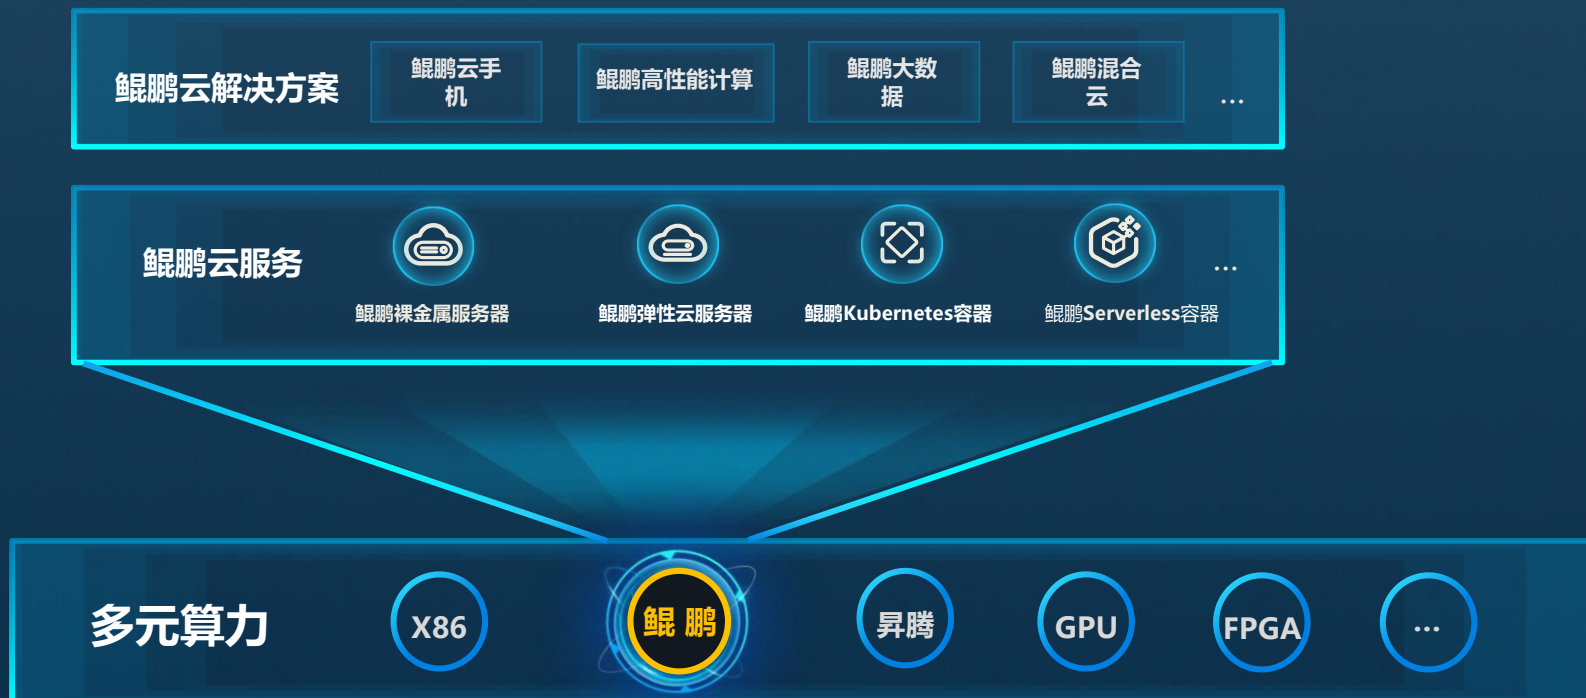 鲲鹏云解决方案
鲲鹏云手
机
鲲鹏高性能计算
鲲鹏大数
据
鲲鹏混合
云
...
鲲鹏云服务
...
鲲鹏裸金属服务器
鲲鹏弹性云服务器
鲲鹏Kubernetes容器
鲲鹏Serverless容器
多元算力
X86
鲲 鹏
昇腾
GPU
FPGA
...